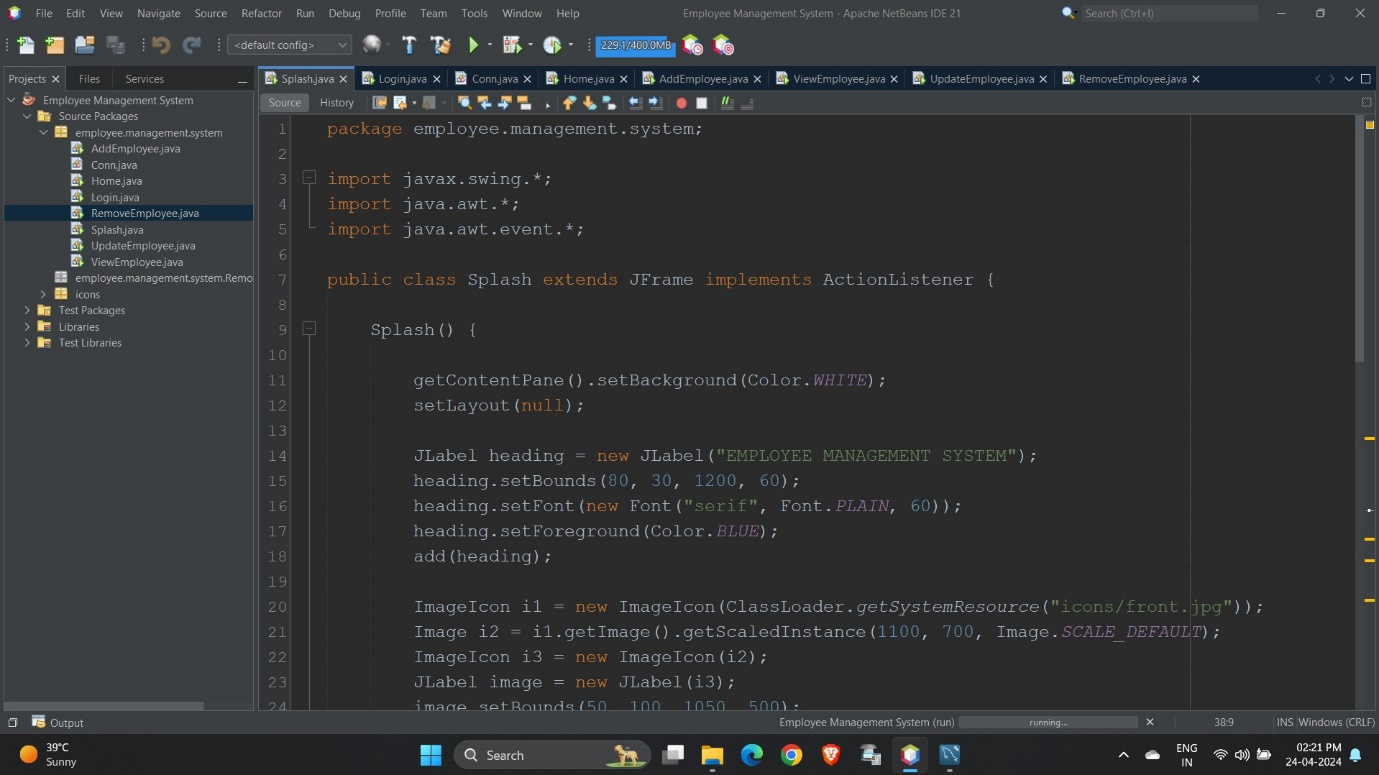 File Edit View Navigate Source Refactor Run Debug Profile Team Tools Window Help Employee Management System - Apache NetBeans IDE 21 Search (Ctrl+I)
<default config> 229.1/400.0MB
Projects Files Services Splash.java Login.java Conn.java Home.java AddEmployee.java ViewEmployee.java UpdateEmployee.java RemoveEmployee.java
Source History
Employee Management System
Source Packages
employee.management.system
AddEmployee.java
Conn.java
Home.java
Login.java
RemoveEmployee.java
Splash.java
UpdateEmployee.java
ViewEmployee.java
employee.management.system.Remo
icons
Test Packages
Libraries
Test Libraries
1 package employee.management.system;
2
3 import javax.swing.*;
4 import java.awt.*;
5 import java.awt.event.*;
6
7 public class Splash extends JFrame implements ActionListener {
8
9 Splash() {
10
11 getContentPane().setBackground(Color.WHITE);
12 setLayout(null);
13
14 JLabel heading = new JLabel("EMPLOYEE MANAGEMENT SYSTEM");
15 heading.setBounds(80, 30, 1200, 60);
16 heading.setFont(new Font("serif", Font.PLAIN, 60));
17 heading.setForeground(Color.BLUE);
18 add(heading);
19
20 ImageIcon i1 = new ImageIcon(ClassLoader.getSystemResource("icons/front.jpg"));
21 Image i2 = i1.getImage().getScaledInstance(1100, 700, Image.SCALE_DEFAULT);
22 ImageIcon i3 = new ImageIcon(i2);
23 JLabel image = new JLabel(i3);
24 image.setBounds(50, 100, 1050, 500);
Output Employee Management System (run) running... 38:9 INS Windows (CRLF)
39°C
Sunny
Search
ENG
IN
02:21 PM
24-04-2024